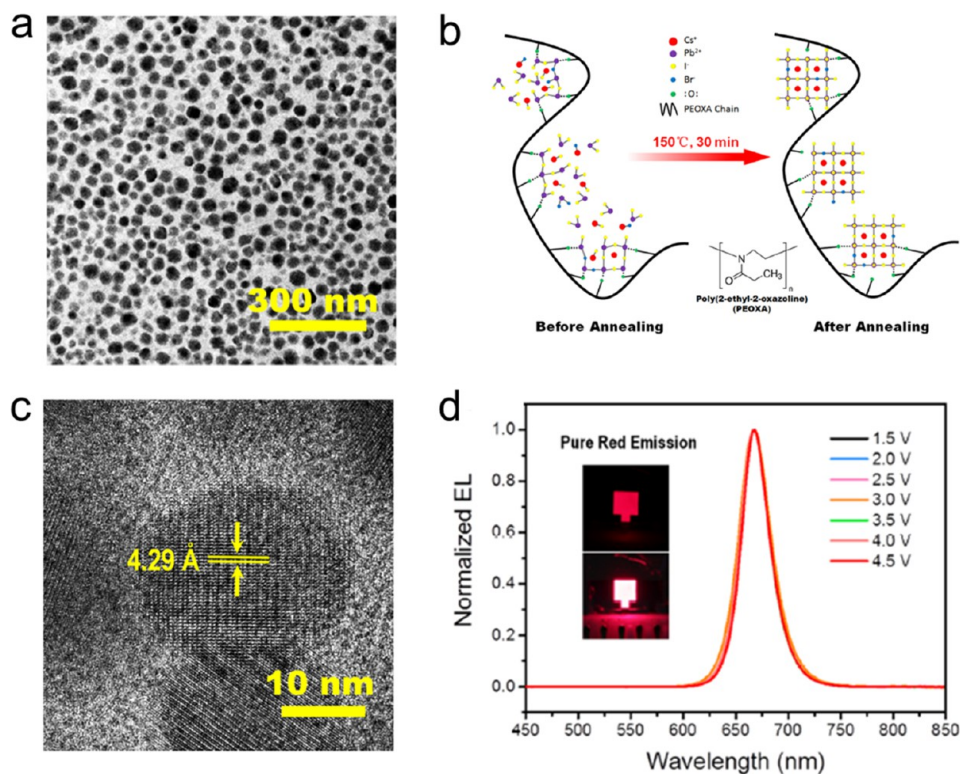 a
300 nm
b
Cs⁺
Pb²⁺
I⁻
Br⁻
:O:
PEOXA Chain
150℃, 30 min
N
O
CH₃
n
Poly(2-ethyl-2-oxazoline)
(PEOXA)
Before Annealing
After Annealing
c
4.29 Å
10 nm
d
Pure Red Emission
1.5 V
2.0 V
2.5 V
3.0 V
3.5 V
4.0 V
4.5 V
Normalized EL
1.0
0.8
0.6
0.4
0.2
0.0
450 500 550 600 650 700 750 800 850
Wavelength (nm)